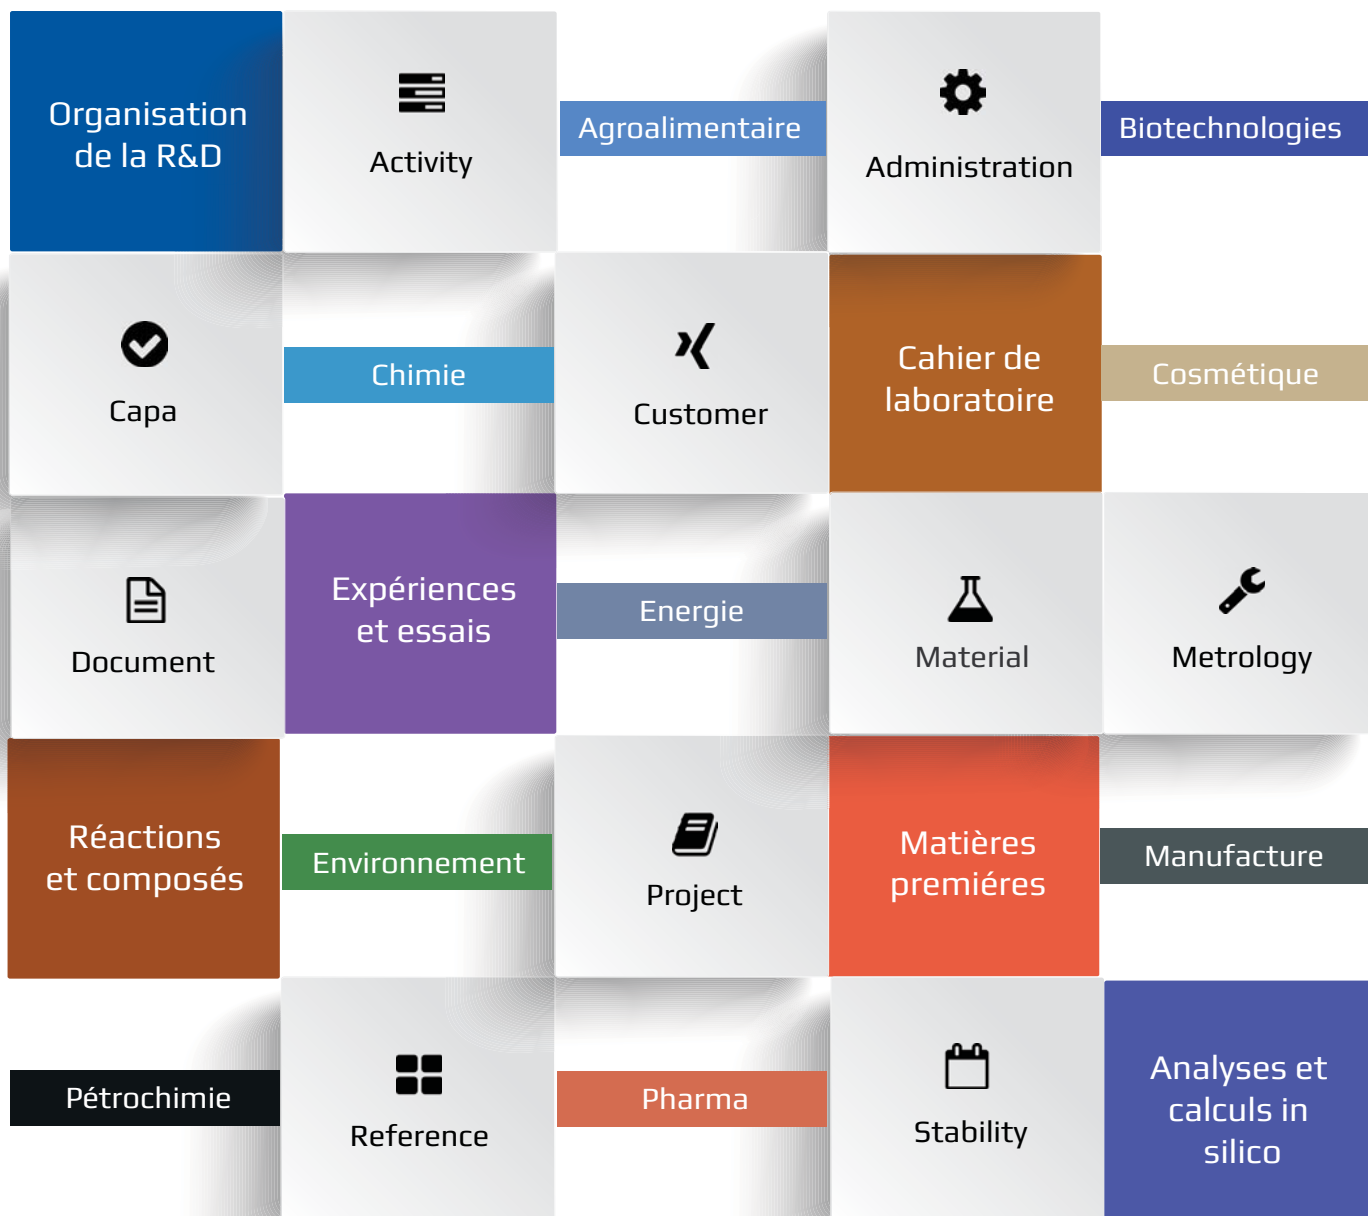 Organisation
de la R&D
Activity
Agroalimentaire
Administration
Biotechnologies
Capa
Chimie
Customer
Cahier de
laboratoire
Cosmétique
Document
Expériences
et essais
Energie
Material
Metrology
Réactions
et composés
Environnement
Project
Matières
premiéres
Manufacture
Pétrochimie
Reference
Pharma
Stability
Analyses et
calculs in
silico